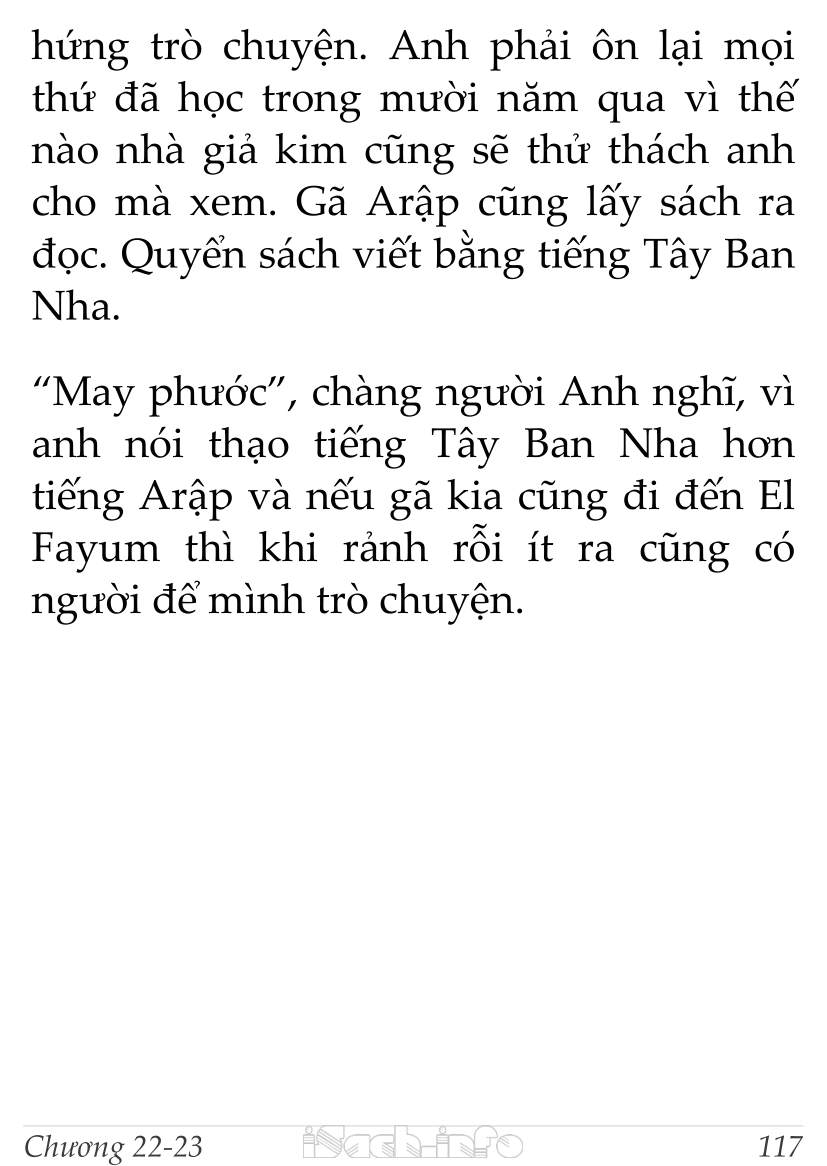 hứng trò chuyện. Anh phải ôn lại mọi
thứ đã học trong mười năm qua vì thế
nào nhà giả kim cũng sẽ thử thách anh
cho mà xem. Gã Arập cũng lấy sách ra
đọc. Quyển sách viết bằng tiếng Tây Ban
Nha.
“May phước”, chàng người Anh nghĩ, vì
anh nói thạo tiếng Tây Ban Nha hơn
tiếng Arập và nếu gã kia cũng đi đến El
Fayum thì khi rảnh rỗi ít ra cũng có
người để mình trò chuyện.
Chương 22-23 iSach.info 117